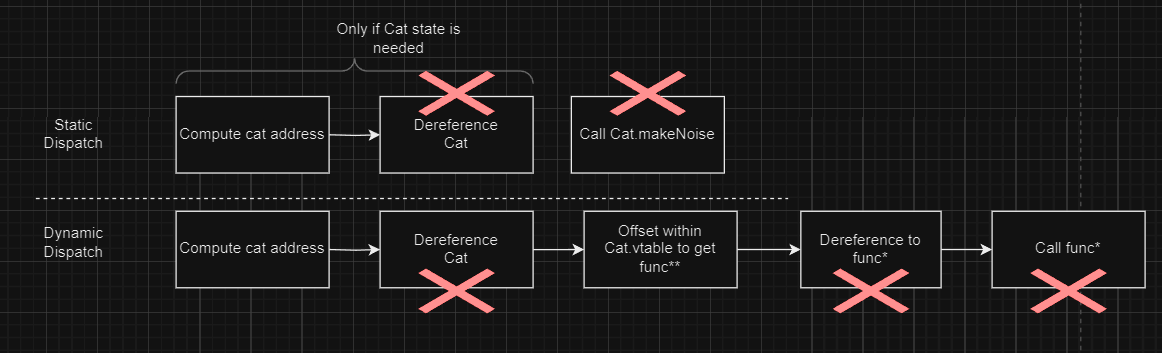 Only if Cat state is
needed
Static
Dispatch
Compute cat address
Dereference
Cat
Call Cat.makeNoise
Dynamic
Dispatch
Compute cat address
Dereference
Cat
Offset within
Cat.vtable to get
func**
Dereference to
func*
Call func*